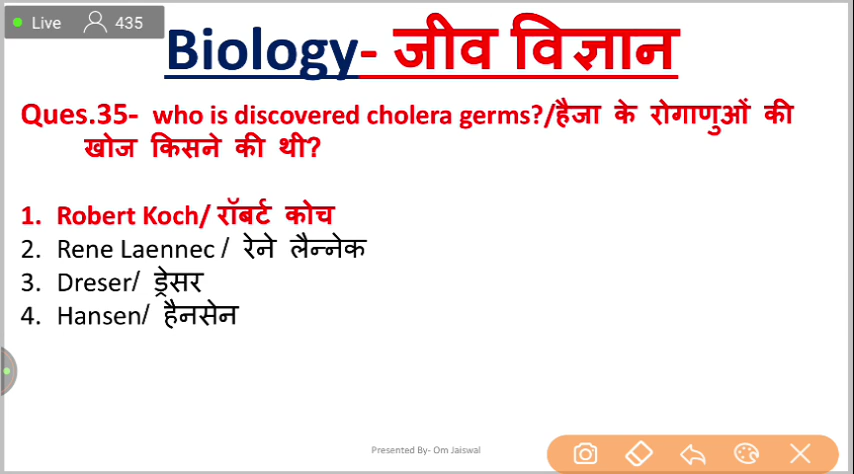 Live 435
Biology- जीव विज्ञान
Ques.35- who is discovered cholera germs?/हैजा के रोगाणुओं की
खोज किसने की थी?
1. Robert Koch/ रॉबर्ट कोच
2. Rene Laennec / रेने लैन्नेक
3. Dreser/ ड्रेसर
4. Hansen/ हैनसेन
Presented By- Om Jaiswal